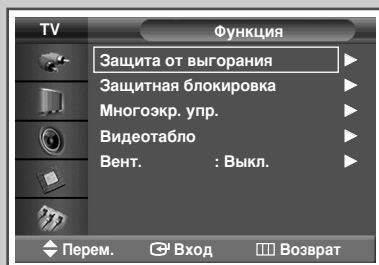 TV
Функция
Защита от выгорания
Защитная блокировка
Многоэкр. упр.
Видеотабло
Вент. : Выкл.
Перем. Вход Возврат